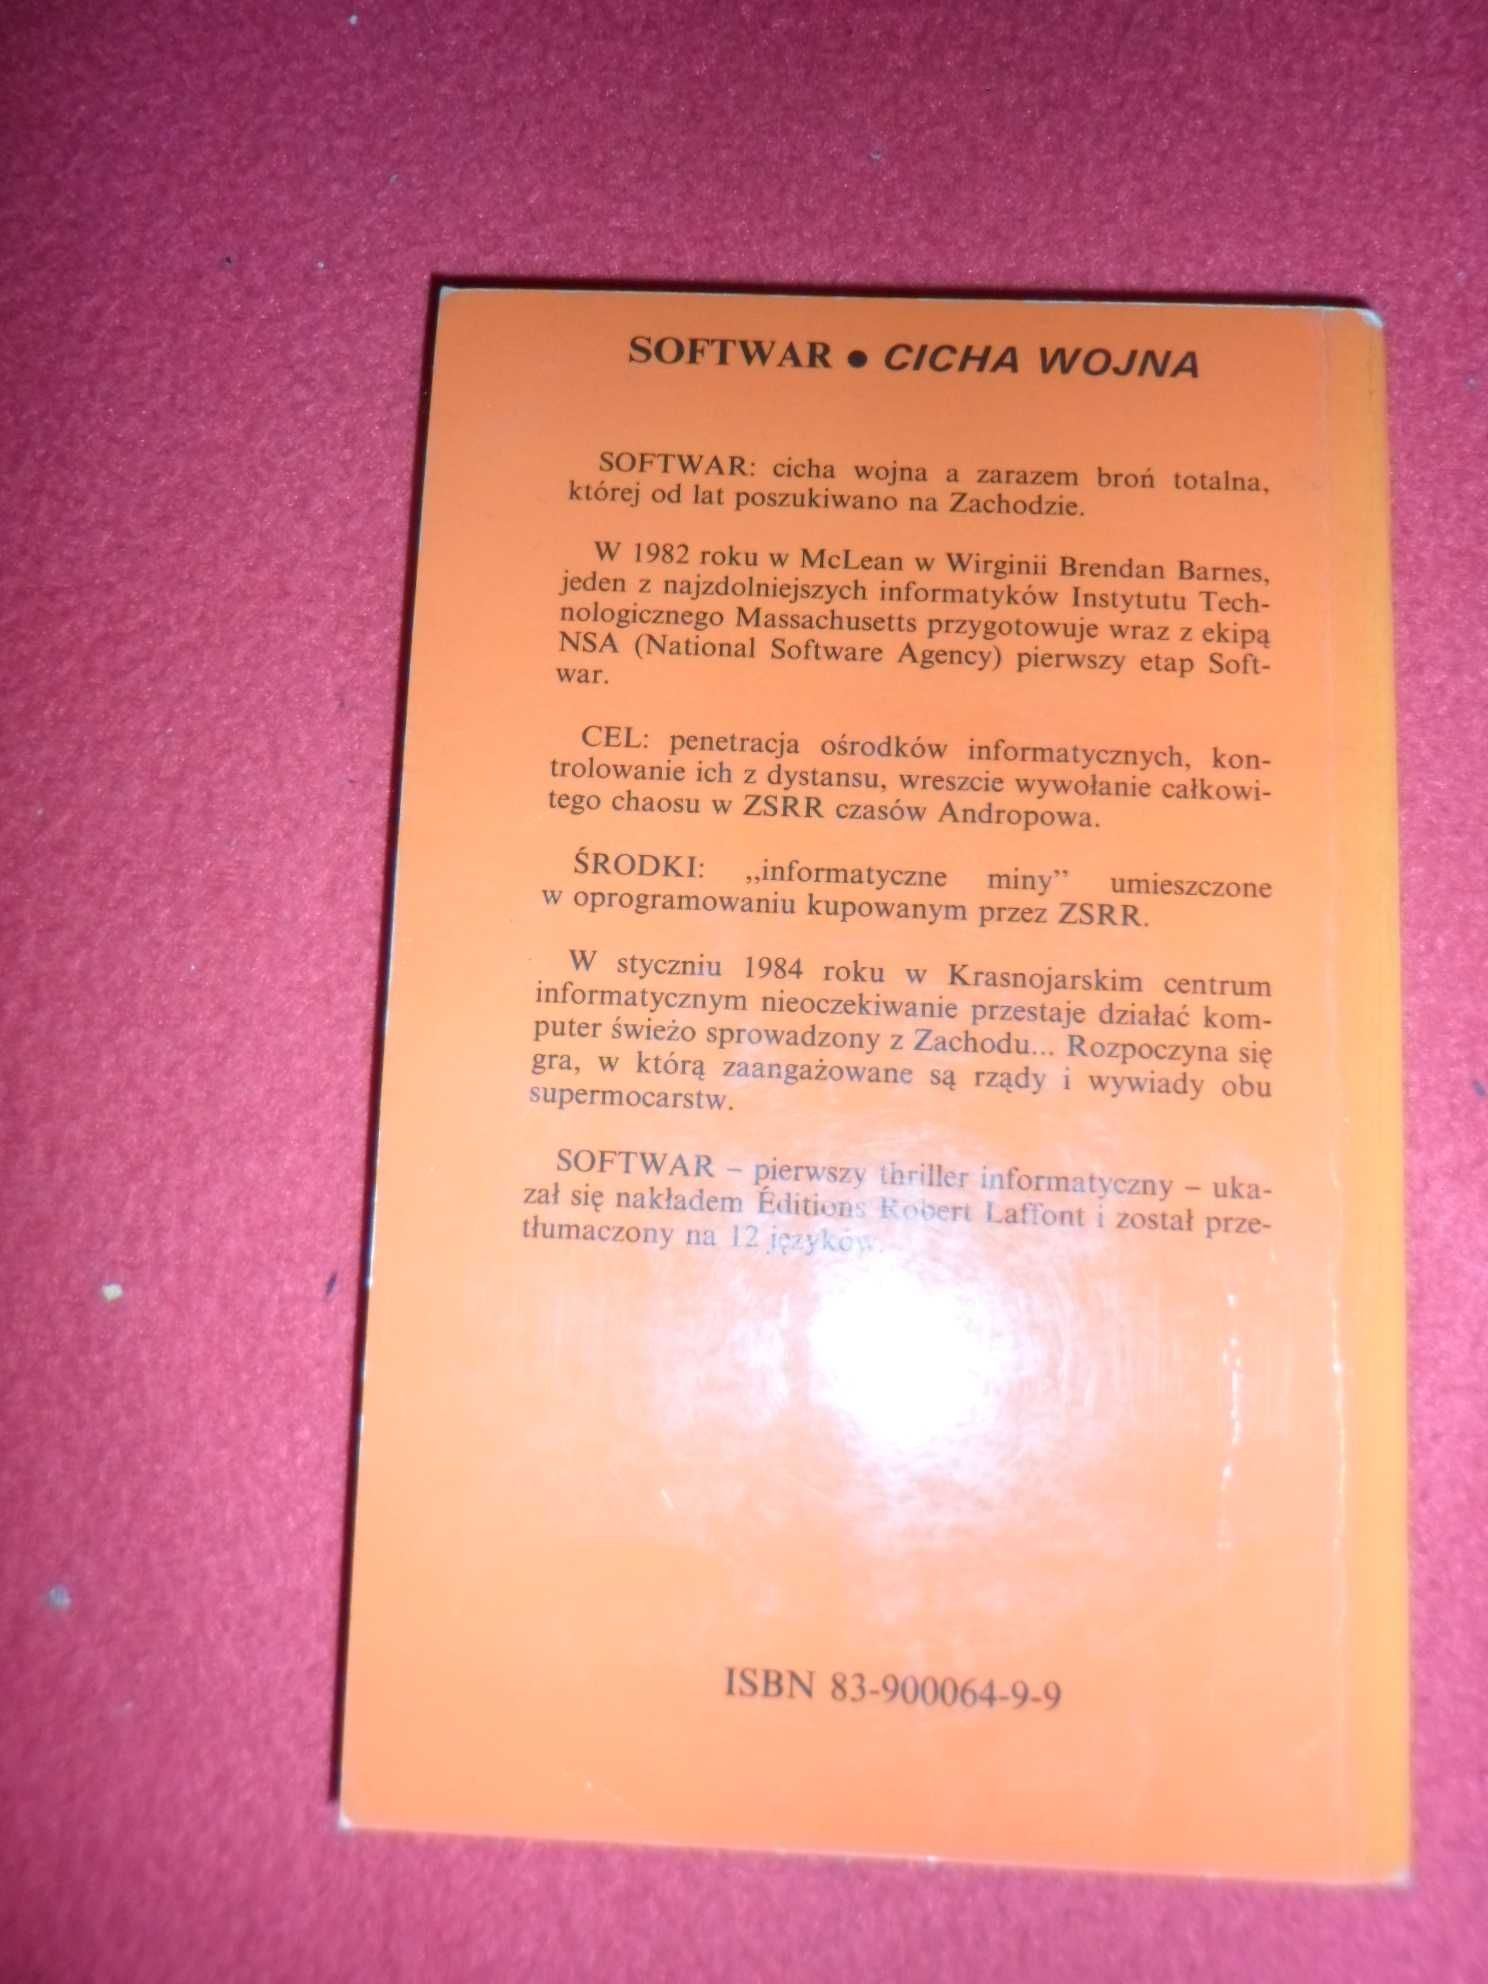 SOFTWAR • CICHA WOJNA
SOFTWAR: cicha wojna a zarazem broń totalna,
której od lat poszukiwano na Zachodzie.
W 1982 roku w McLean w Wirginii Brendan Barnes,
jeden z najzdolniejszych informatyków Instytutu Tech-
nologicznego Massachusetts przygotowuje wraz z ekipą
NSA (National Software Agency) pierwszy etap Soft-
war.
CEL: penetracja ośrodków informatycznych, kon-
trolowanie ich z dystansu, wreszcie wywołanie całkowi-
tego chaosu w ZSRR czasów Andropowa.
ŚRODKI: „informatyczne miny” umieszczone
w oprogramowaniu kupowanym przez ZSRR.
W styczniu 1984 roku w Krasnojarskim centrum
informatycznym nieoczekiwanie przestaje działać kom-
puter świeżo sprowadzony z Zachodu... Rozpoczyna się
gra, w którą zaangażowane są rządy i wywiady obu
supermocarstw.
SOFTWAR – pierwszy thriller informatyczny – uka-
zał się nakładem Éditions Robert Laffont i został prze-
tłumaczony na 12 języków.
ISBN 83-900064-9-9